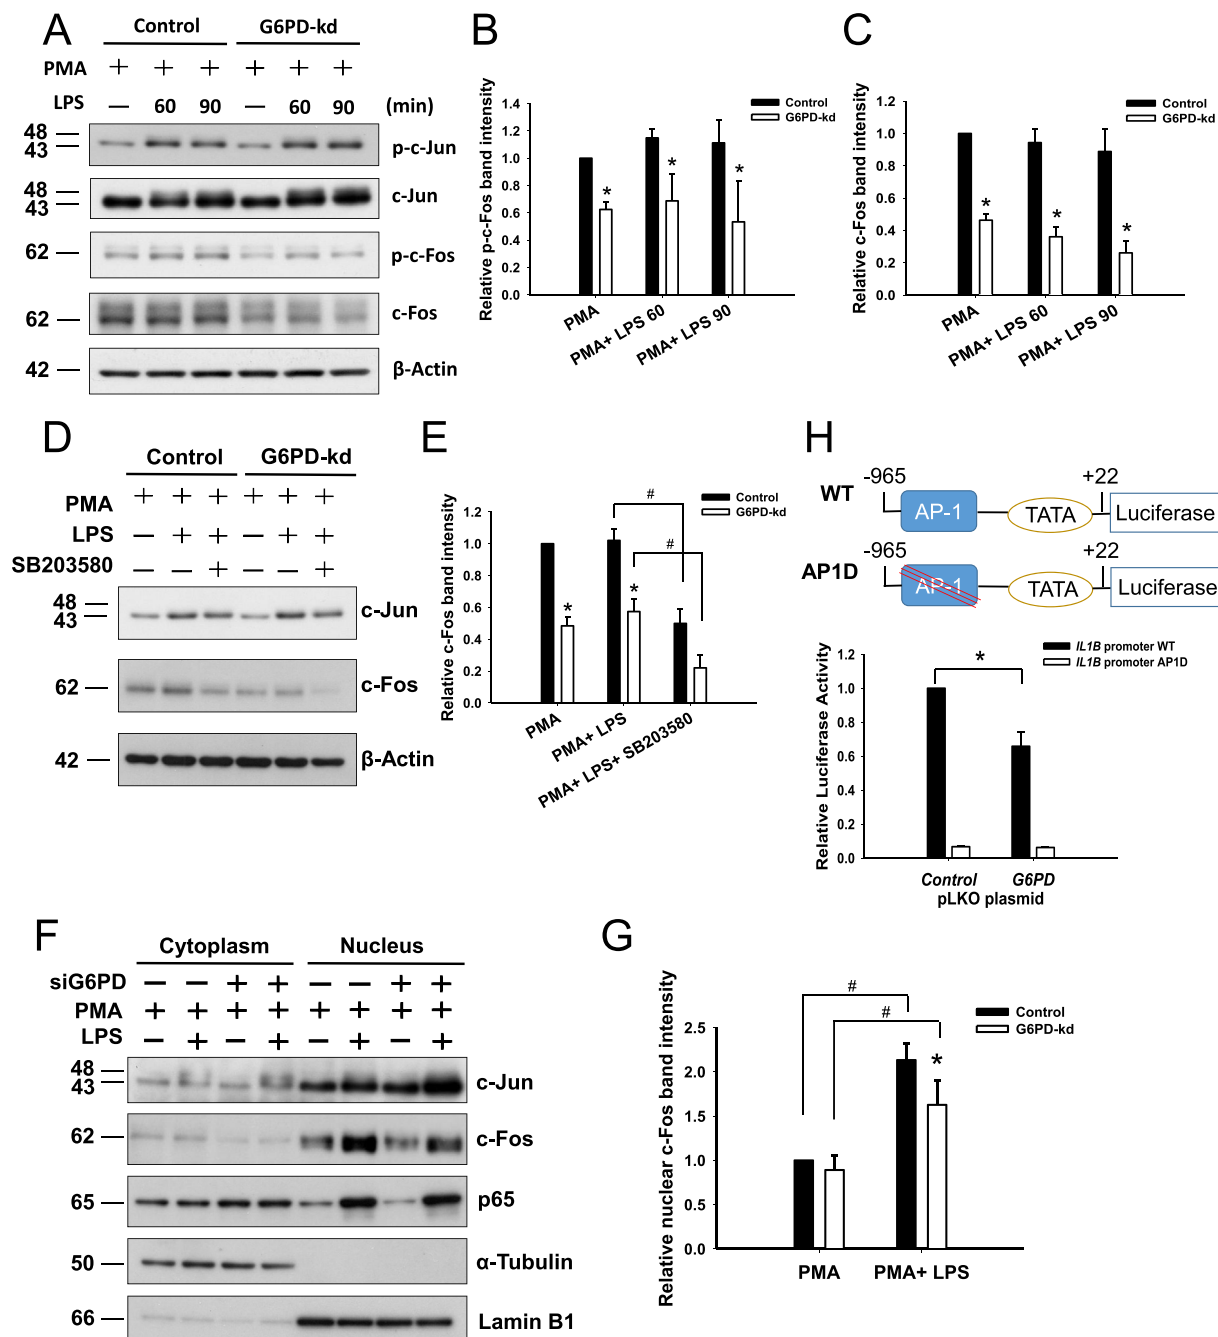 A
Control G6PD-kd
PMA + + + + + +
LPS — 60 90 — 60 90 (min)
48
43
p-c-Jun
48
43
c-Jun
62
p-c-Fos
62
c-Fos
42
β-Actin
B
Relative p-c-Fos band intensity
1.4
1.2
1.0
0.8
0.6
0.4
0.2
0.0
Control
G6PD-kd
* * *
PMA
PMA+ LPS 60
PMA+ LPS 90
C
Relative c-Fos band intensity
1.2
1.0
0.8
0.6
0.4
0.2
0.0
Control
G6PD-kd
* * *
PMA
PMA+ LPS 60
PMA+ LPS 90
D
Control G6PD-kd
PMA + + + + + +
LPS — + + — + +
SB203580 — — + — — +
48
43
c-Jun
62
c-Fos
42
β-Actin
E
Relative c-Fos band intensity
1.4
1.2
1.0
0.8
0.6
0.4
0.2
0.0
Control
G6PD-kd
#
#
* *
PMA
PMA+ LPS
PMA+ LPS+ SB203580
H
WT -965 AP-1 TATA +22 Luciferase
AP1D -965 AP-1 TATA +22 Luciferase
Relative Luciferase Activity
1.2
1.0
0.8
0.6
0.4
0.2
0.0
IL1B promoter WT
IL1B promoter AP1D
*
Control G6PD
pLKO plasmid
F
Cytoplasm Nucleus
siG6PD — — + + — — + +
PMA + + + + + + + +
LPS — + — + — + — +
48
43
c-Jun
62
c-Fos
65
p65
50
α-Tubulin
66
Lamin B1
G
Relative nuclear c-Fos band intensity
2.5
2.0
1.5
1.0
0.5
0.0
Control
G6PD-kd
#
#
*
PMA PMA+ LPS